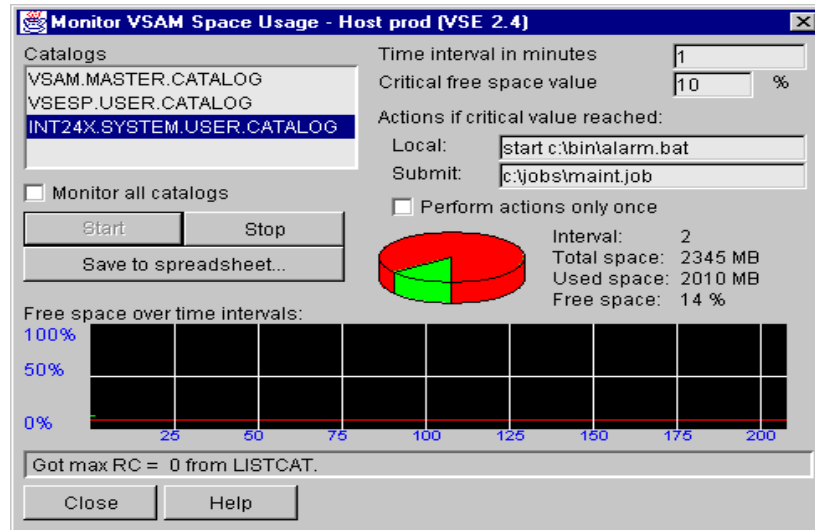 Monitor VSAM Space Usage - Host prod (VSE 2.4)
Catalogs
VSAM.MASTER.CATALOG
VSESP.USER.CATALOG
INT24X.SYSTEM.USER.CATALOG
Monitor all catalogs
Start Stop
Save to spreadsheet...
Time interval in minutes 1
Critical free space value 10 %
Actions if critical value reached:
Local: start c:\bin\alarm.bat
Submit: c:\jobs\maint.job
Perform actions only once
Interval: 2
Total space: 2345 MB
Used space: 2010 MB
Free space: 14 %
Free space over time intervals:
100%
50%
0%
25 50 75 100 125 150 175 200
Got max RC = 0 from LISTCAT.
Close Help